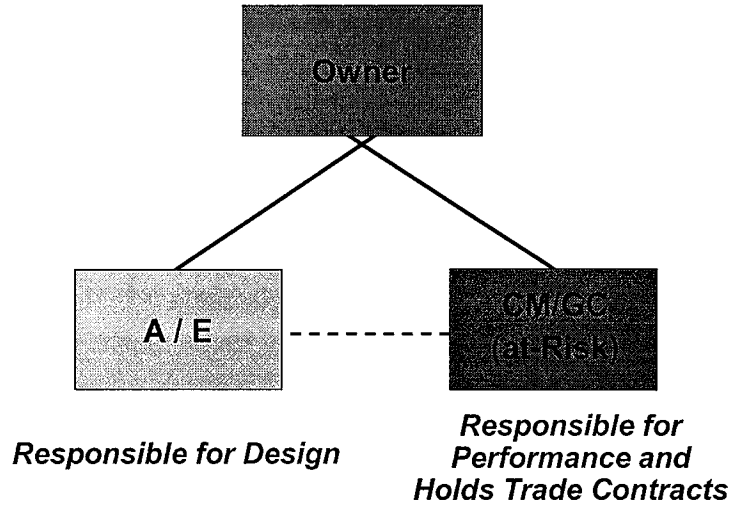 Owner
A / E
CM/GC
(at-Risk)
Responsible for Design
Responsible for
Performance and
Holds Trade Contracts